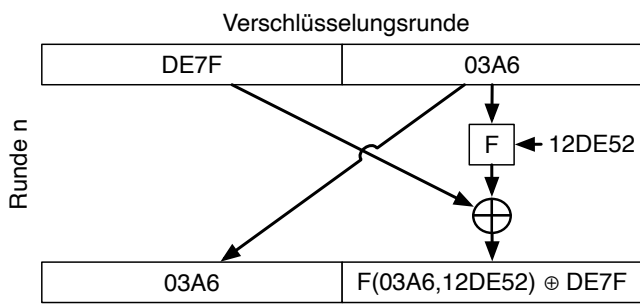 Verschlüsselungsrunde
DE7F 03A6
Runde n
F 12DE52
03A6 F(03A6,12DE52) ⊕ DE7F